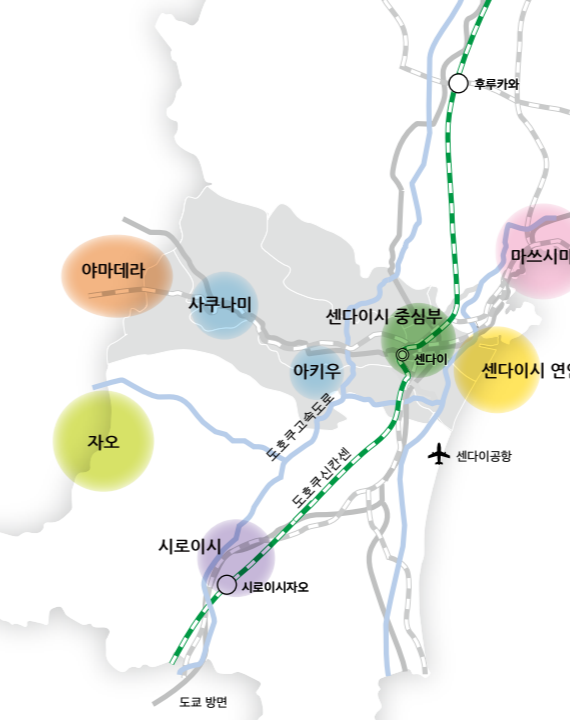 후루카와
야마데라
마쓰시마
사쿠나미
센다이시 중심부
센다이
아키우
센다이시 연안
도호쿠고속도로
자오
센다이공항
도호쿠신칸센
시로이시
시로이시자오
도쿄 방면